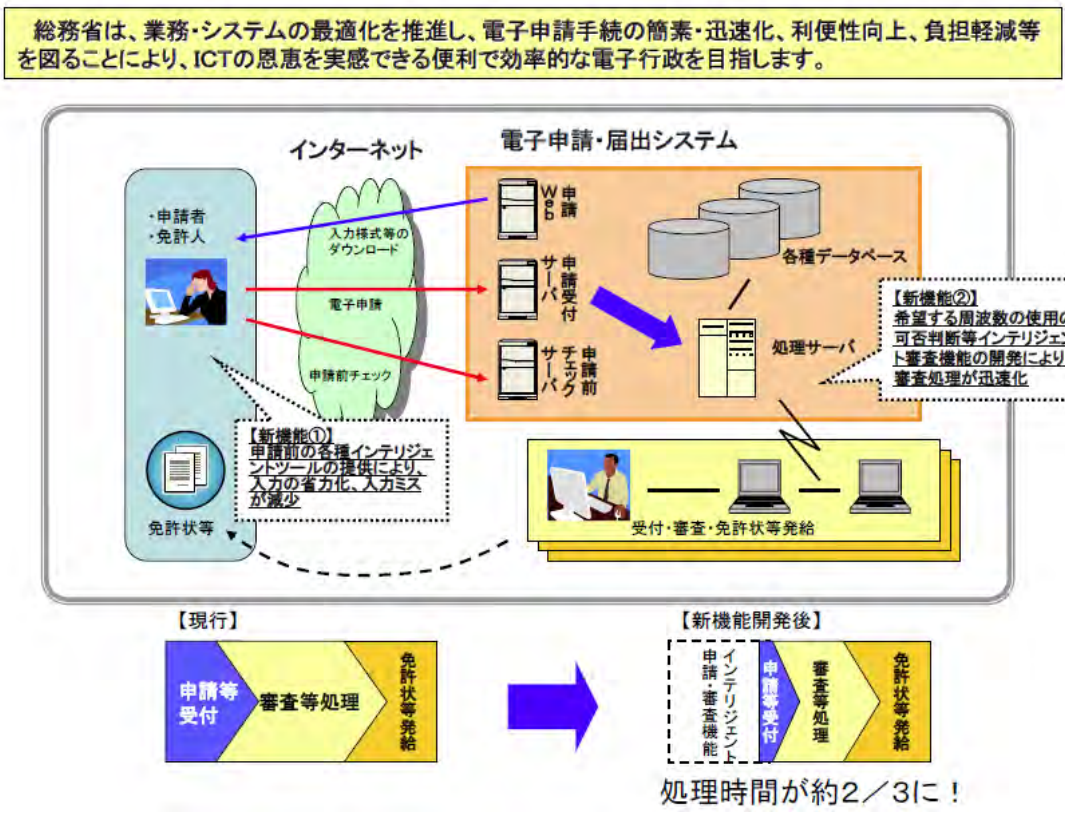 総務省は、業務・システムの最適化を推進し、電子申請手続の簡素・迅速化、利便性向上、負担軽減等
を図ることにより、ICTの恩恵を実感できる便利で効率的な電子行政を目指します。
インターネット
電子申請・届出システム
・申請者
・免許人
入力様式等の
ダウンロード
電子申請
申請前チェック
申請
Web
申請受付
サーバ
申請前
チェック
サーバ
各種データベース
処理サーバ
【新機能②】
希望する周波数の使用の
可否判断等インテリジェン
ト審査機能の開発により
審査処理が迅速化
【新機能①】
申請前の各種インテリジェ
ントツールの提供により、
入力の省力化、入力ミス
が減少
免許状等
受付・審査・免許状等発給
【現行】
申請等
受付
審査等処理
免許状等発給
【新機能開発後】
インテリジェント
申請・審査機能
申請等受付
審査等処理
免許状等発給
処理時間が約2/3に！